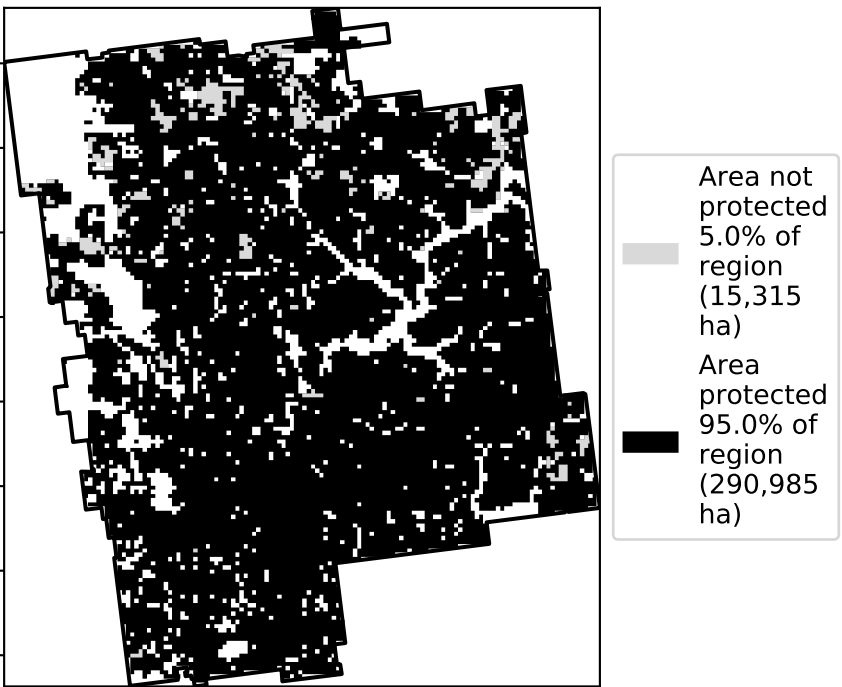 Area not
protected
5.0% of
region
(15,315
ha)
Area
protected
95.0% of
region
(290,985
ha)